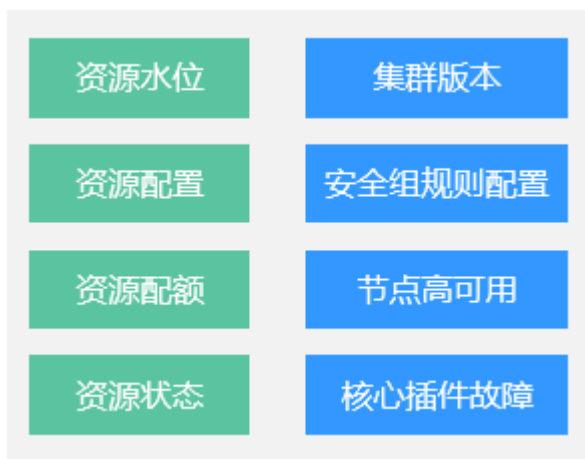 资源水位
集群版本
资源配置
安全组规则配置
资源配额
节点高可用
资源状态
核心插件故障